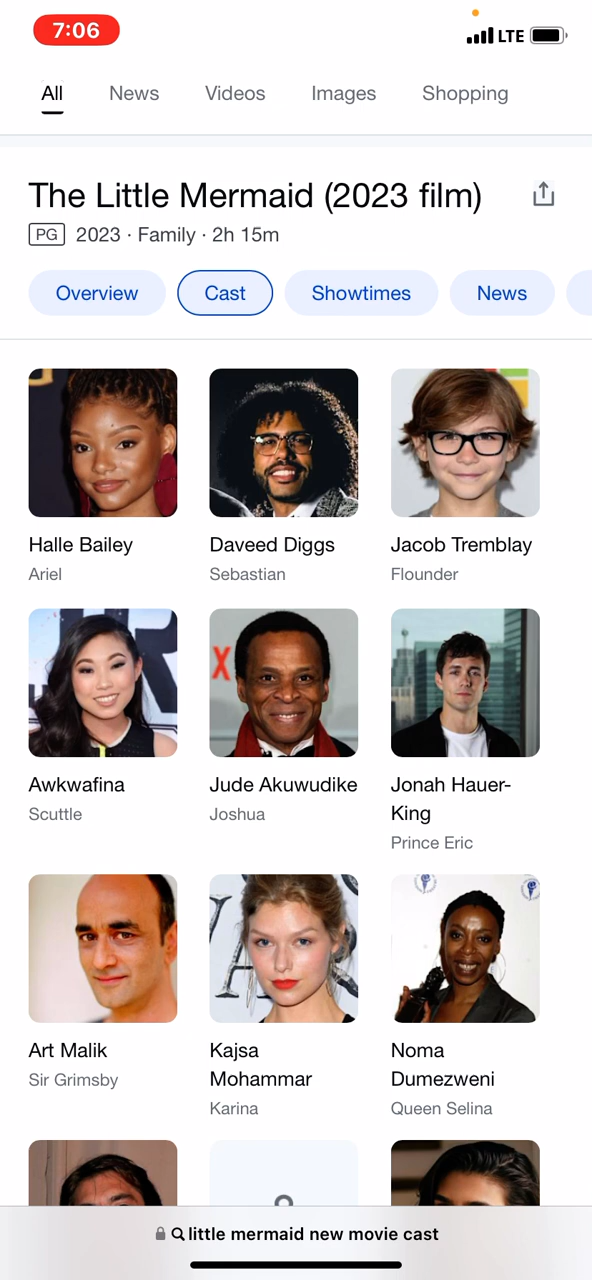 7:06
LTE
All News Videos Images Shopping
The Little Mermaid (2023 film)
PG 2023 · Family · 2h 15m
Overview Cast Showtimes News
X
Halle Bailey Daveed Diggs Jacob Tremblay
Ariel Sebastian Flounder
Awkwafina Jude Akuwudike Jonah Hauer-
King
Scuttle Joshua
Prince Eric
Art Malik Kajsa Noma
Mohammar Dumezweni
Sir Grimsby
Karina Queen Selina
little mermaid new movie cast